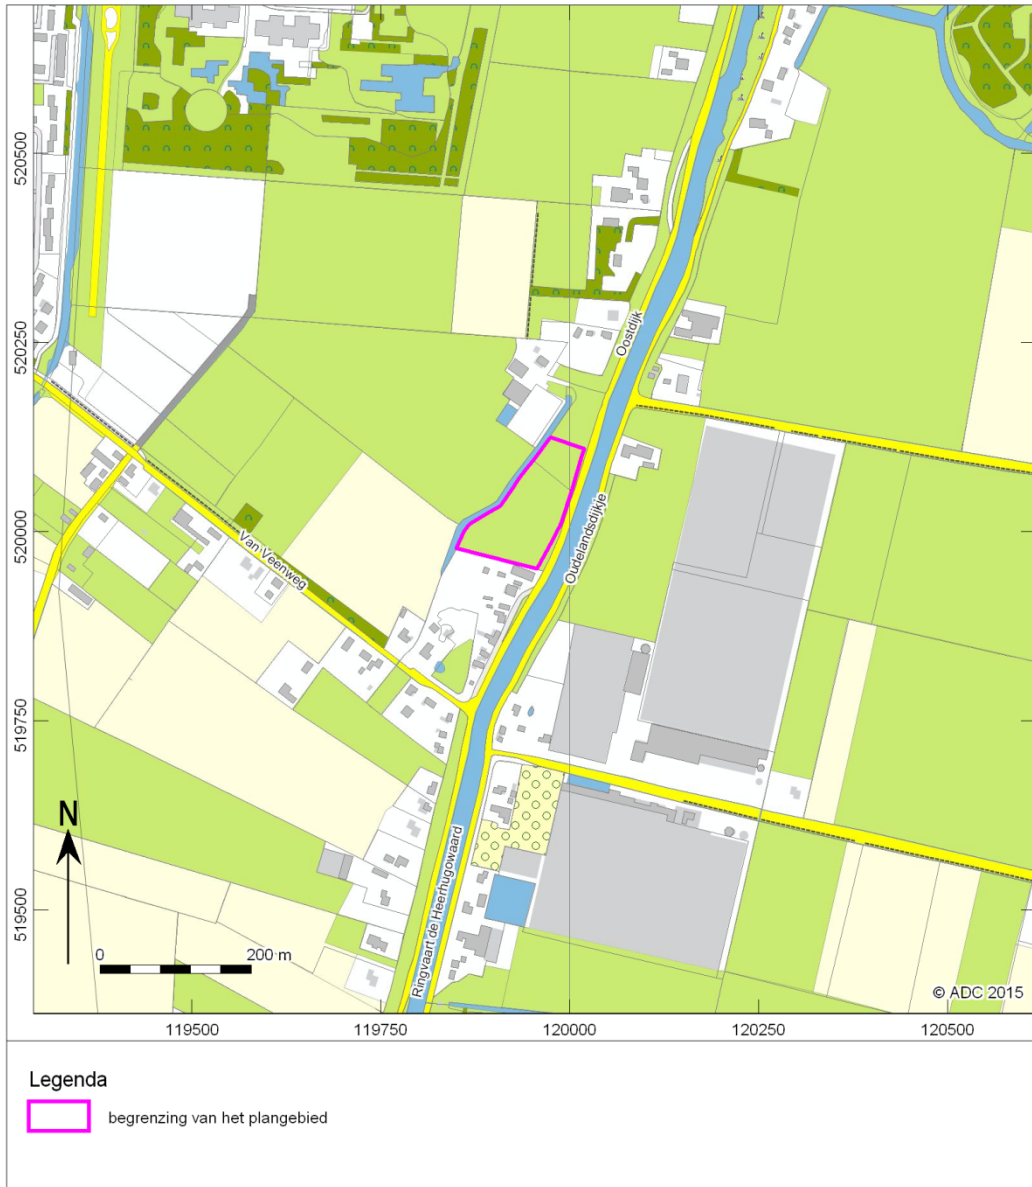 520500
520250
520000
519750
519500
Oostdijk
Oudelandsdijkje
Van Veenweg
Ringvaart de Heerhugowaard
N
0 200 m
© ADC 2015
119500 119750 120000 120250 120500
Legenda
begrenzing van het plangebied